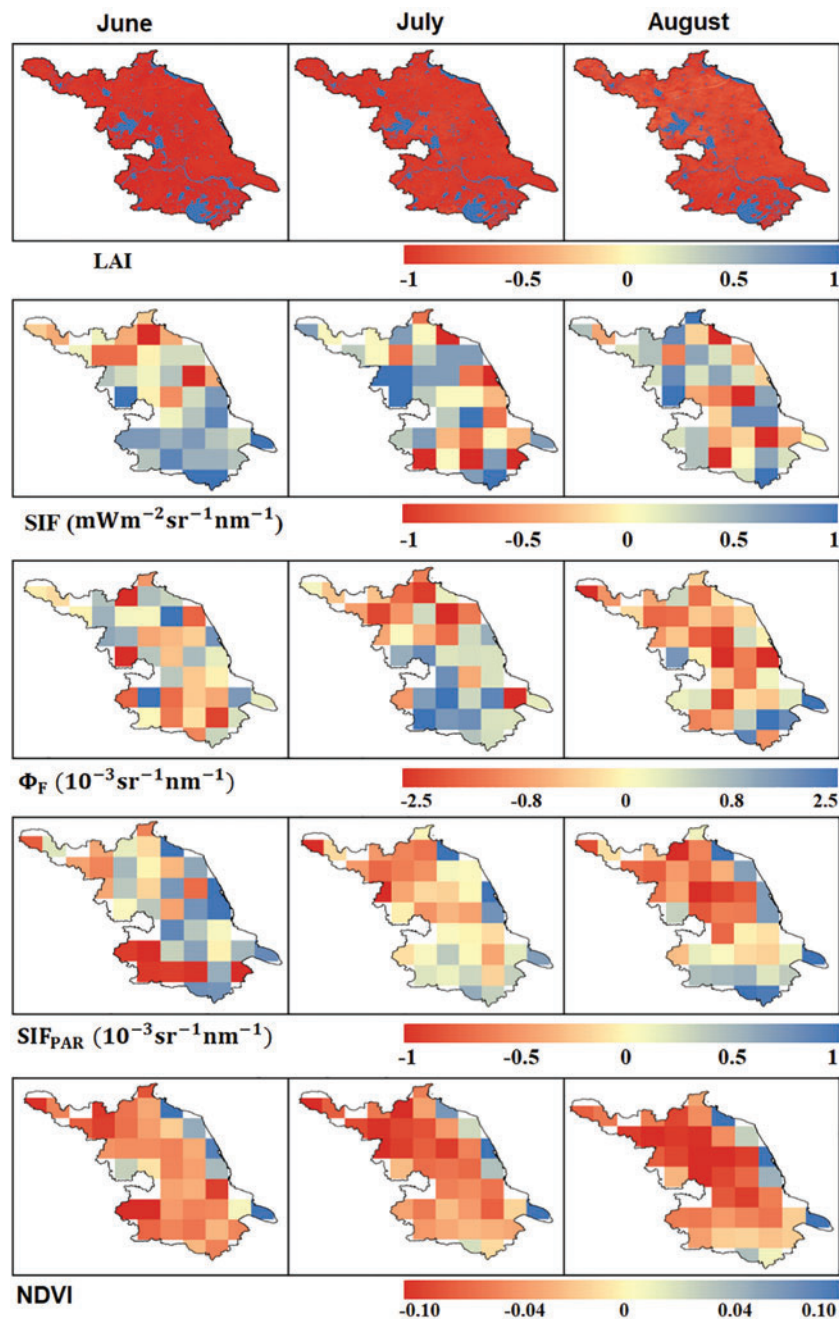 June July August
LAI
-1 -0.5 0 0.5 1
SIF (mWm⁻²sr⁻¹nm⁻¹)
-1 -0.5 0 0.5 1
Φ_F (10⁻³sr⁻¹nm⁻¹)
-2.5 -0.8 0 0.8 2.5
SIF_PAR (10⁻³sr⁻¹nm⁻¹)
-1 -0.5 0 0.5 1
NDVI
-0.10 -0.04 0 0.04 0.10